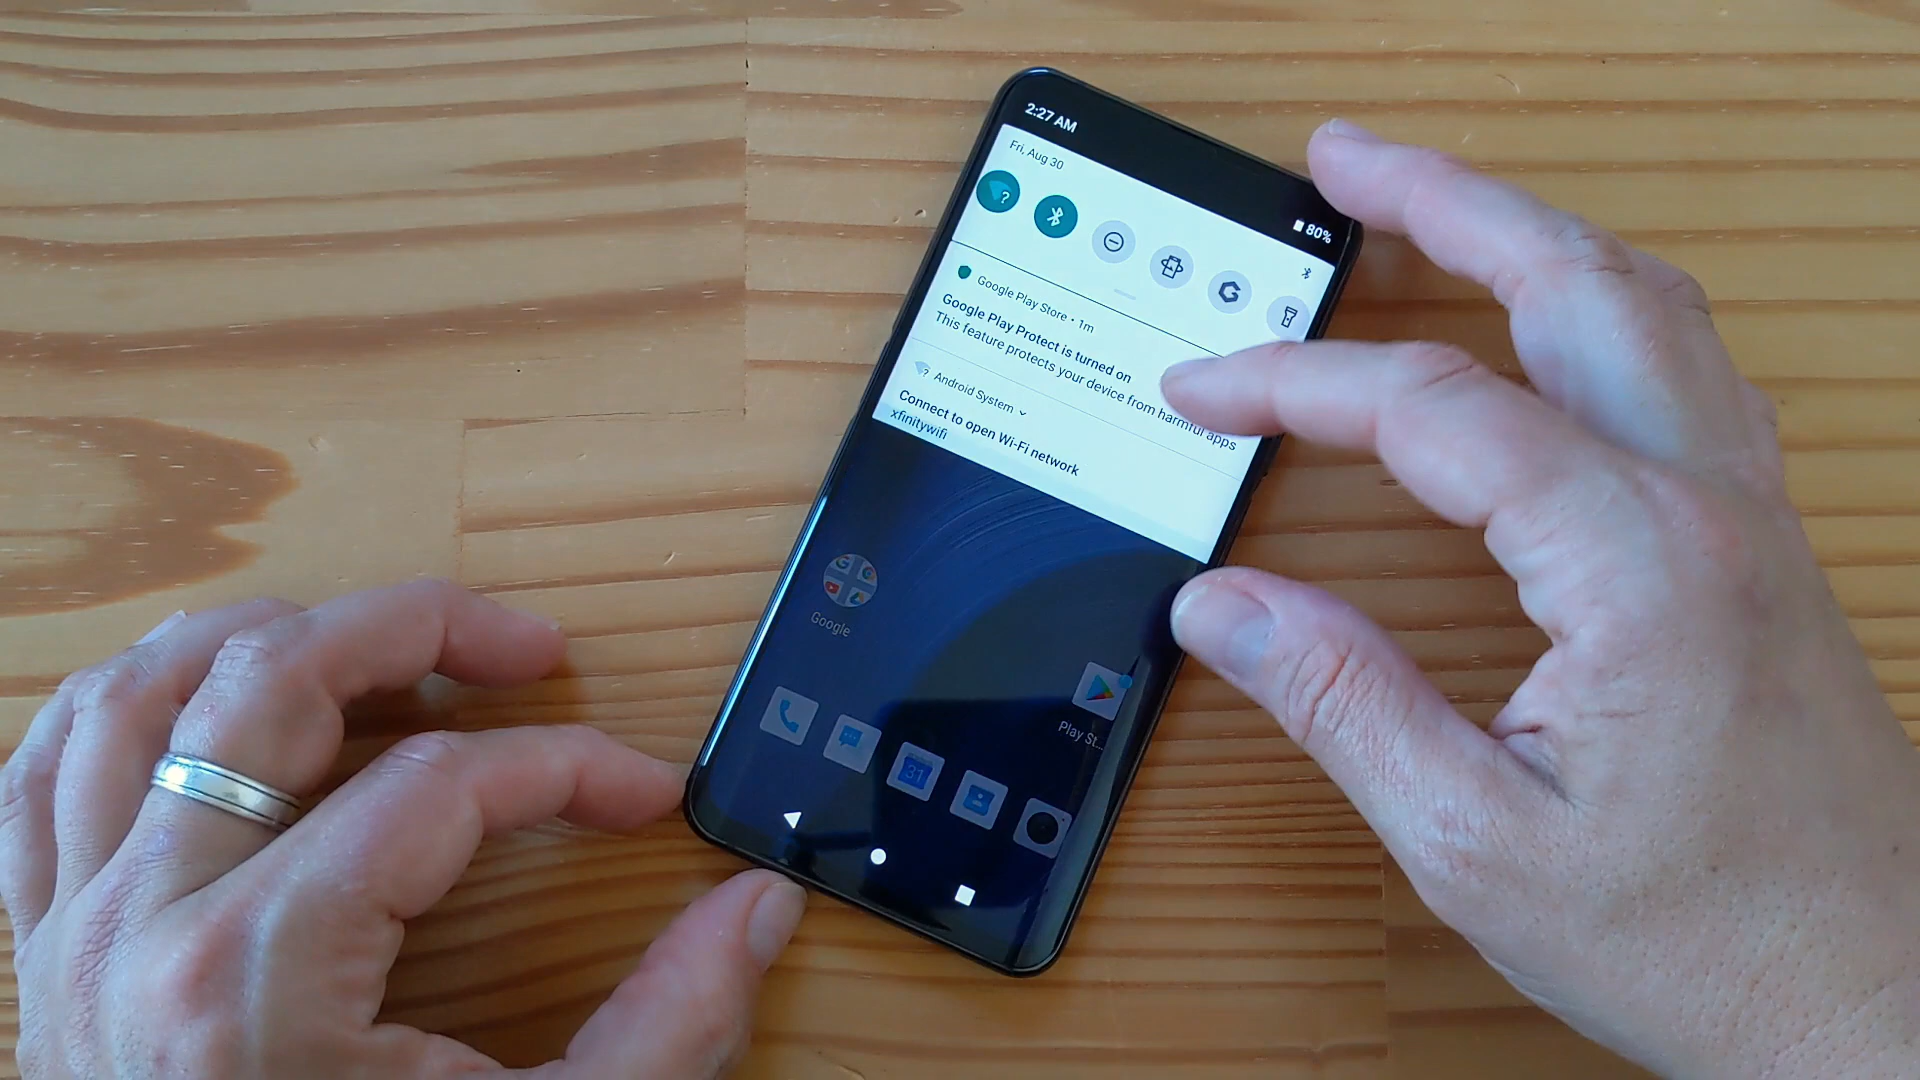 2:27 AM
80%
Fri, Aug 30
Google Play Store • 1m
Google Play Protect is turned on
This feature protects your device from harmful apps
Android System
Connect to open Wi-Fi network
xfinitywifi
Google
Play St...
31